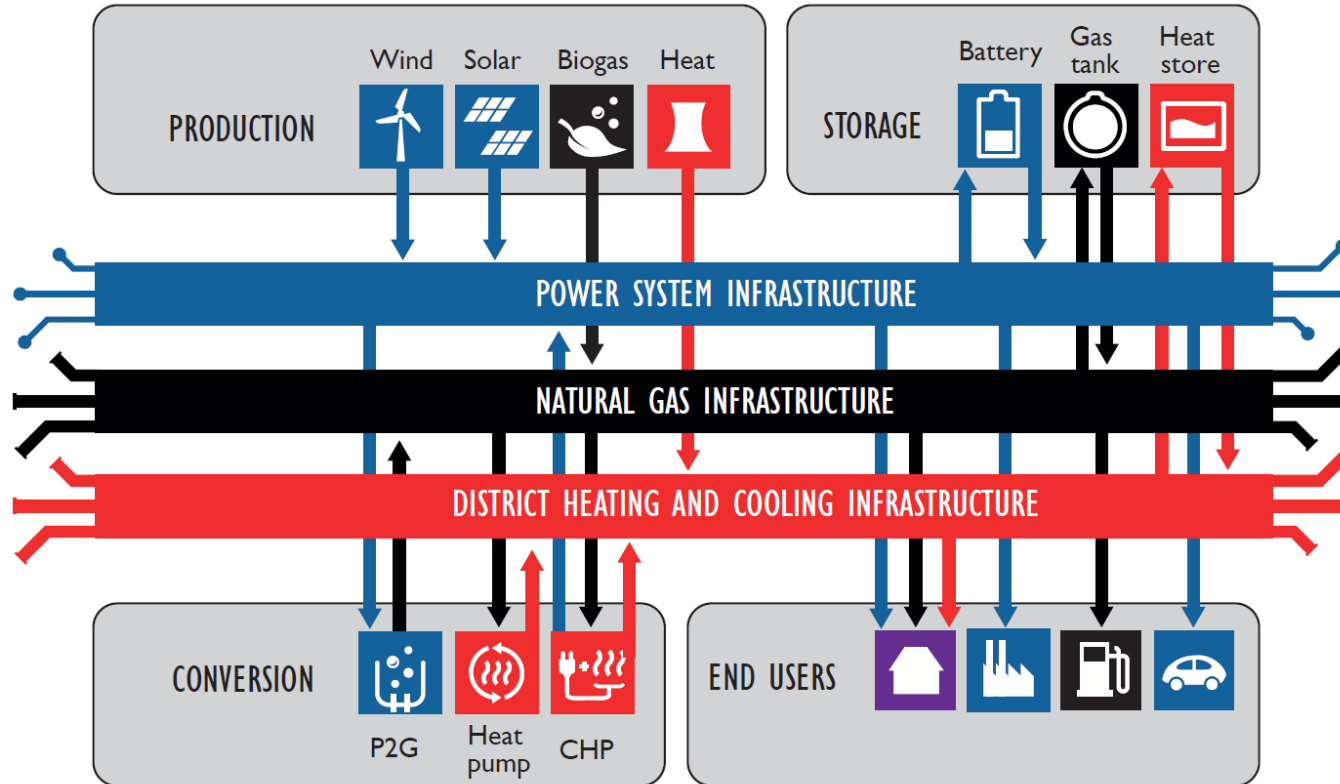 PRODUCTION
Wind
Solar
Biogas
Heat
STORAGE
Battery
Gas
tank
Heat
store
POWER SYSTEM INFRASTRUCTURE
NATURAL GAS INFRASTRUCTURE
DISTRICT HEATING AND COOLING INFRASTRUCTURE
CONVERSION
P2G
Heat
pump
CHP
END USERS